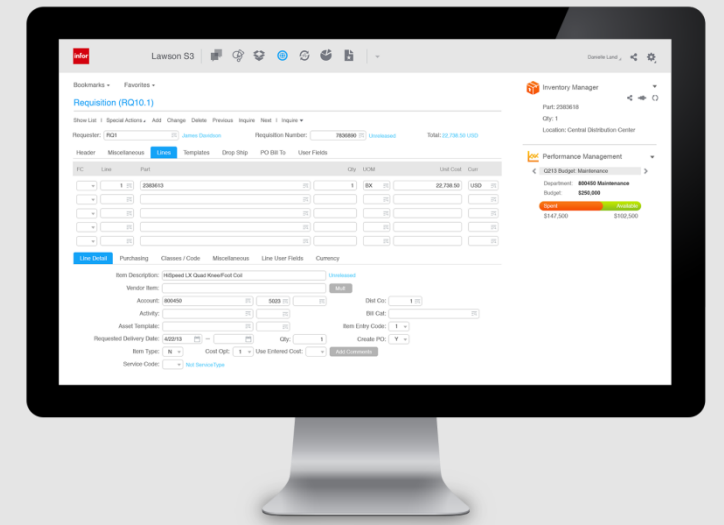 infor
Lawson S3
Danielle Land
Bookmarks
Favorites
Requisition (RQ10.1)
Show List | Special Actions Add Change Delete Previous Inquire Next | Inquire
Requester: RQ1 James Davidson Requisition Number: Unreleased Total: 22,738.50 USD
Header Miscellaneous Lines Templates Drop Ship PO Bill To User Fields
FC Line Part Qty UOM Unit Cost Curr
1 2383613 1 BX 22,738.50 USD
Line Detail Purchasing Classes / Code Miscellaneous Line User Fields Currency
Item Description: HiSpeed LX Quad Knee/Foot Coil Unreleased
Vendor Item: Mult
Account: 800450 5023 Dist Co: 1
Activity: Bill Cat:
Asset Template: Item Entry Code: 1
Requested Delivery Date: 4/22/13 – Qty: 1 Create PO: Y
Item Type: N Cost Opt: 1 Use Entered Cost: Add Comments
Service Code: Not Service Type
Inventory Manager
Part: 2380618
Qty: 1
Location: Central Distribution Center
Performance Management
Q213 Budget: Maintenance
Department: 800450 Maintenance
Budget: $250,000
Spent Available
$147,500 $102,500